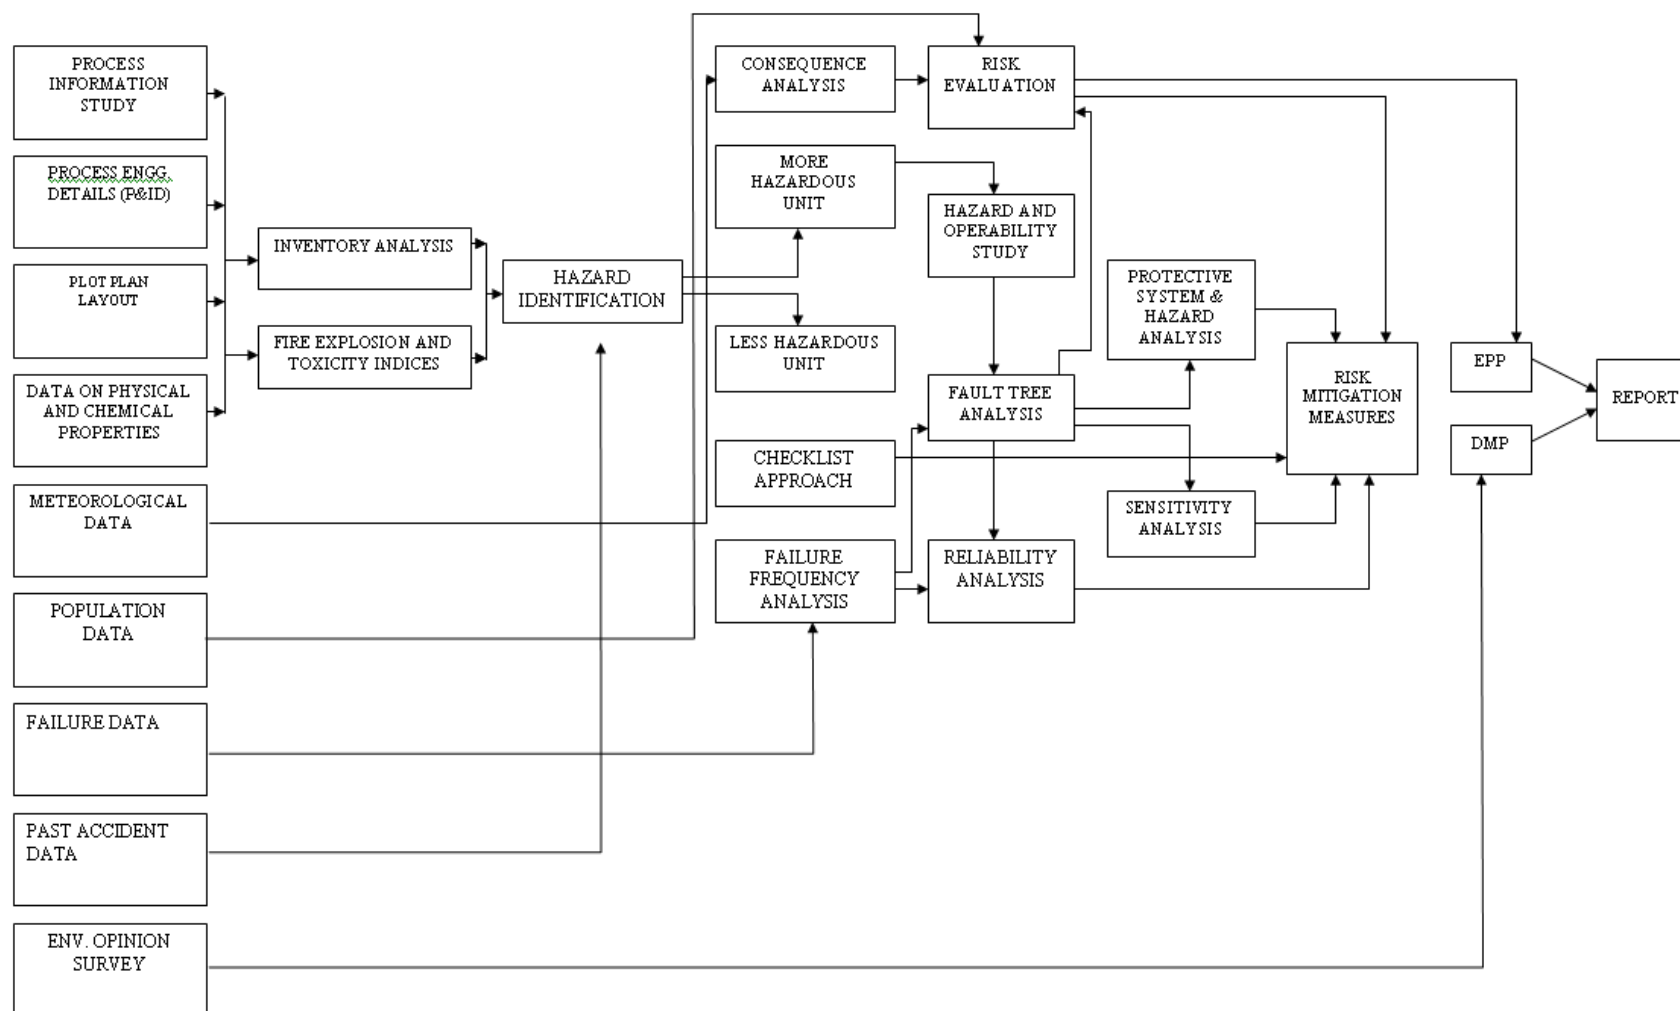 PROCESS
INFORMATION
STUDY
PROCESS ENGG.
DETAILS (P&ID)
PLOT PLAN
LAYOUT
DATA ON PHYSICAL
AND CHEMICAL
PROPERTIES
METEOROLOGICAL
DATA
POPULATION
DATA
FAILURE DATA
PAST ACCIDENT
DATA
ENV. OPINION
SURVEY
INVENTORY ANALYSIS
FIRE EXPLOSION AND
TOXICITY INDICES
HAZARD
IDENTIFICATION
CONSEQUENCE
ANALYSIS
MORE
HAZARDOUS
UNIT
LESS HAZARDOUS
UNIT
CHECKLIST
APPROACH
FAILURE
FREQUENCY
ANALYSIS
RISK
EVALUATION
HAZARD AND
OPERABILITY
STUDY
FAULT TREE
ANALYSIS
RELIABILITY
ANALYSIS
PROTECTIVE
SYSTEM &
HAZARD
ANALYSIS
SENSITIVITY
ANALYSIS
RISK
MITIGATION
MEASURES
EPP
DMP
REPORT